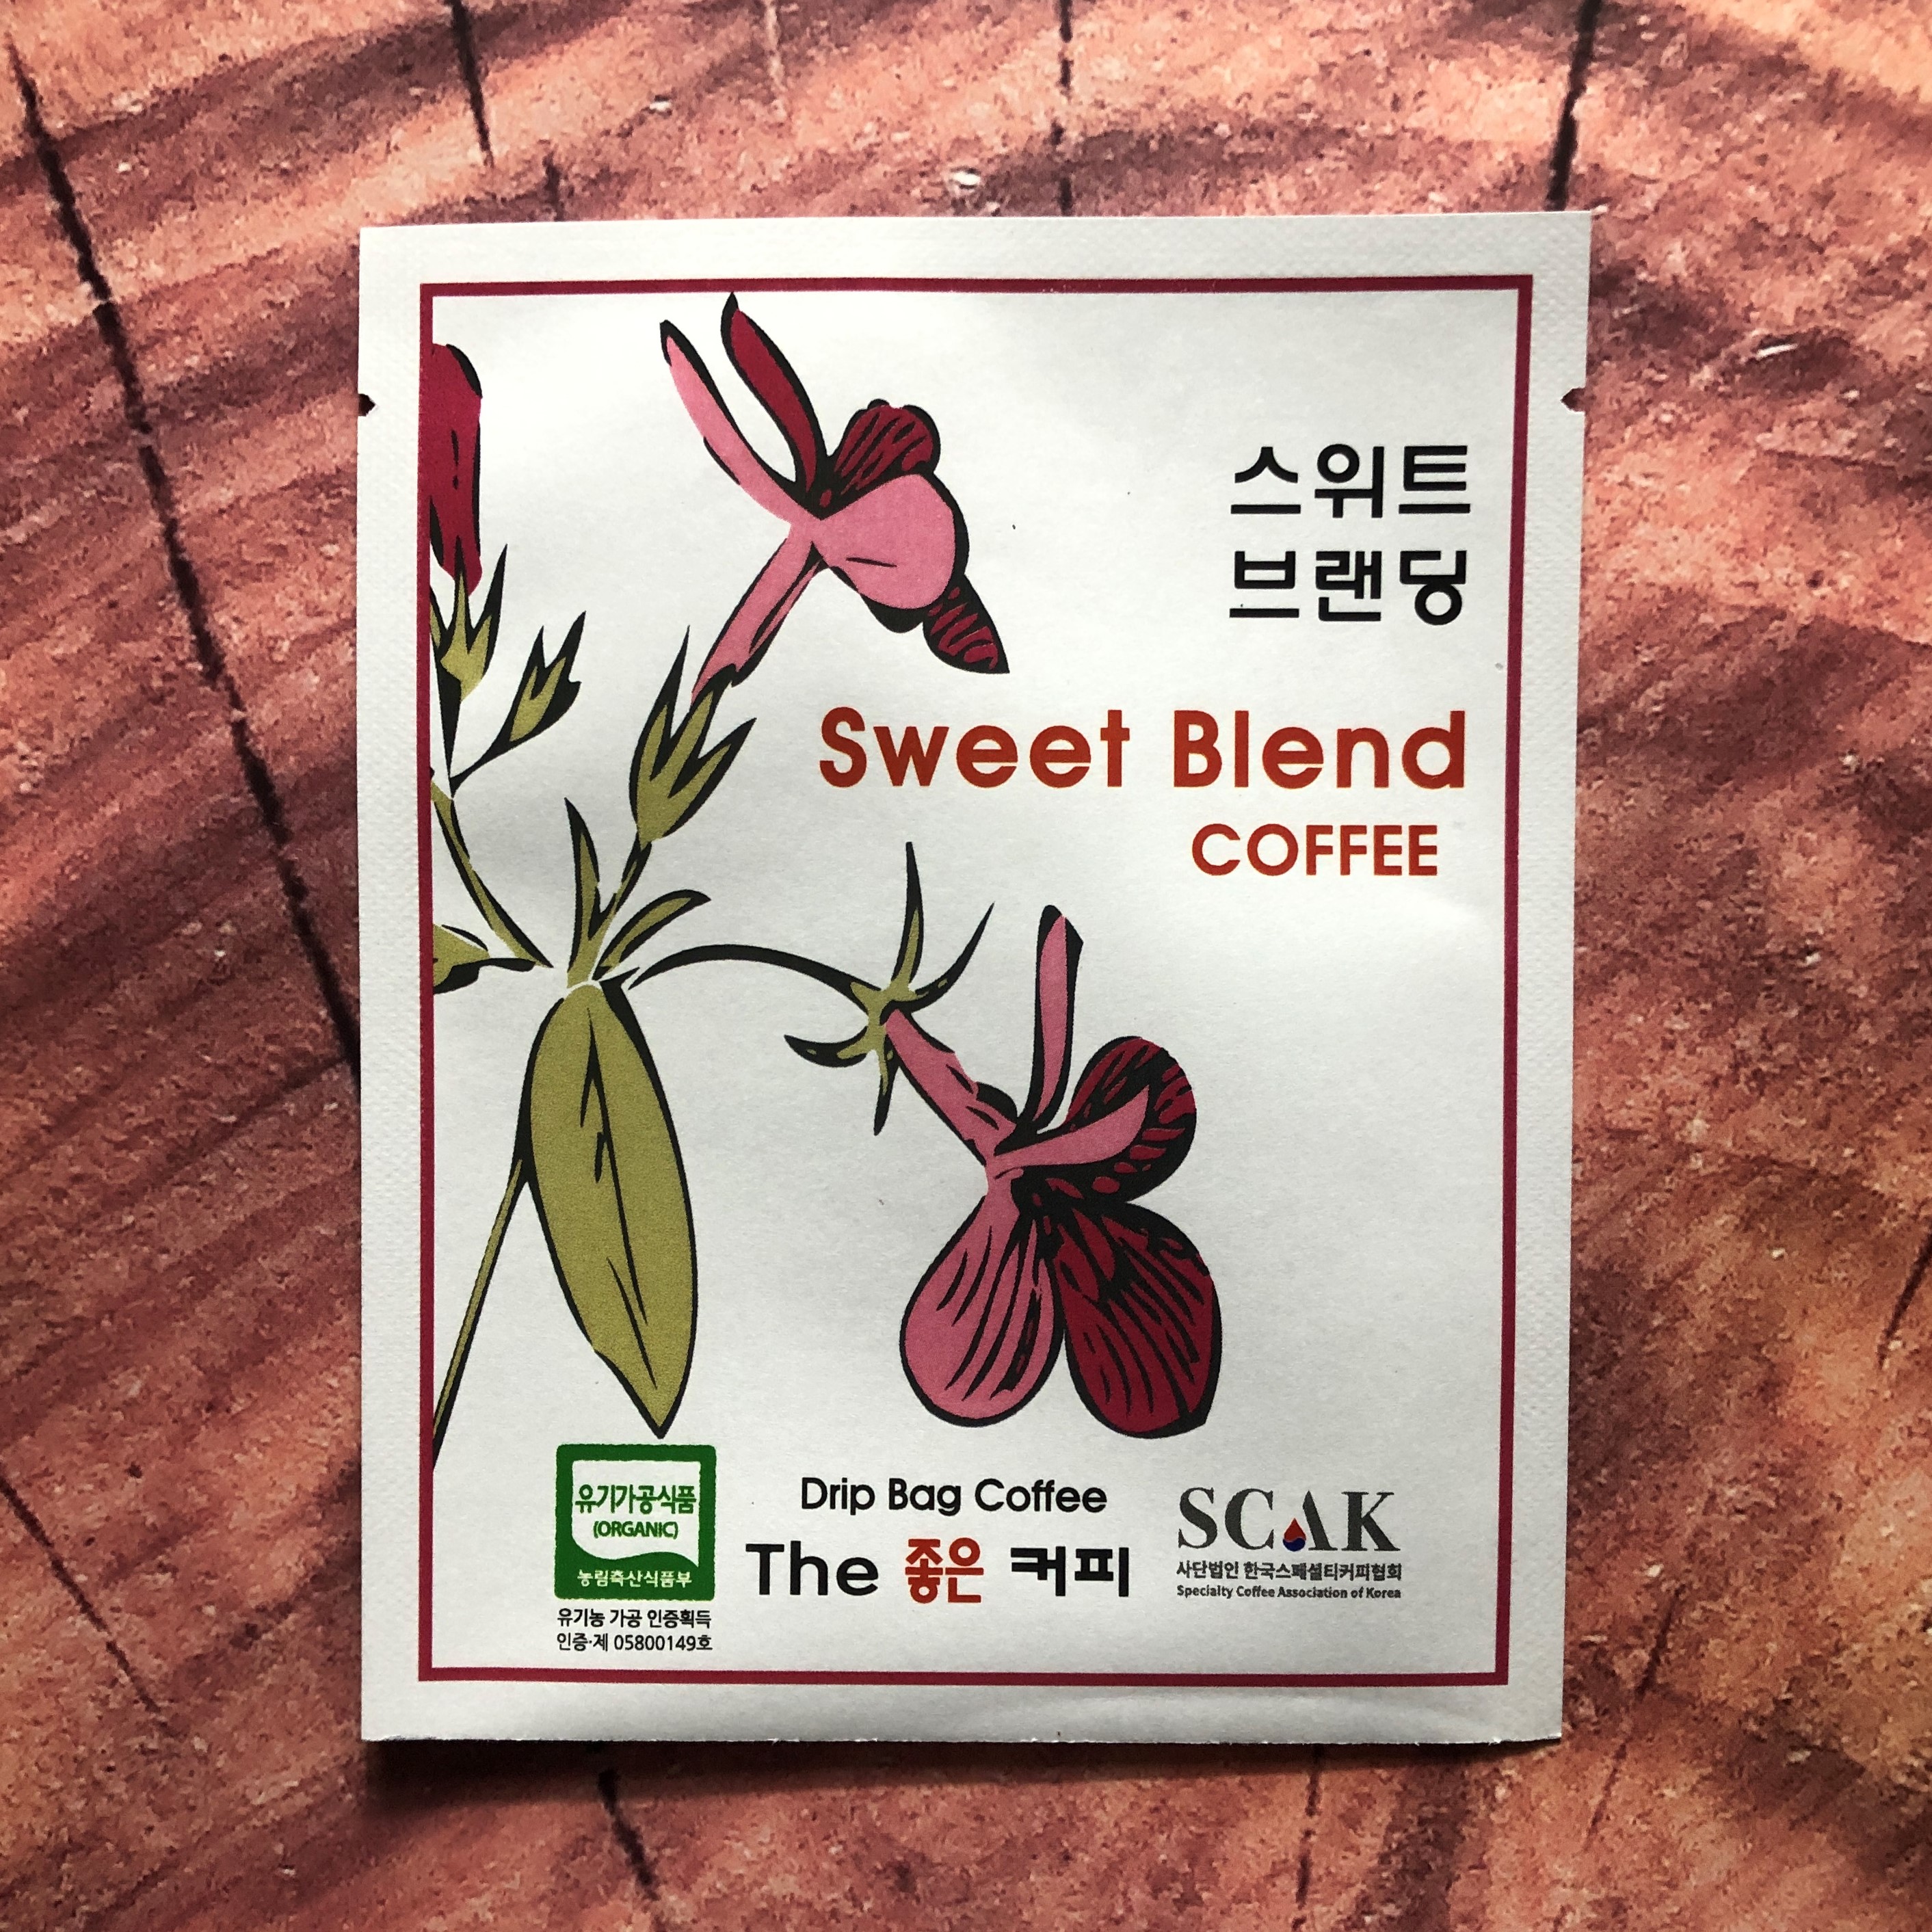 스위트
브랜딩
Sweet Blend
COFFEE
유기가공식품
(ORGANIC)
농림축산식품부
유기농 가공 인증획득
인증·제 05800149호
Drip Bag Coffee
The 좋은 커피
SCAK
사단법인 한국스페셜티커피협회
Specialty Coffee Association of Korea